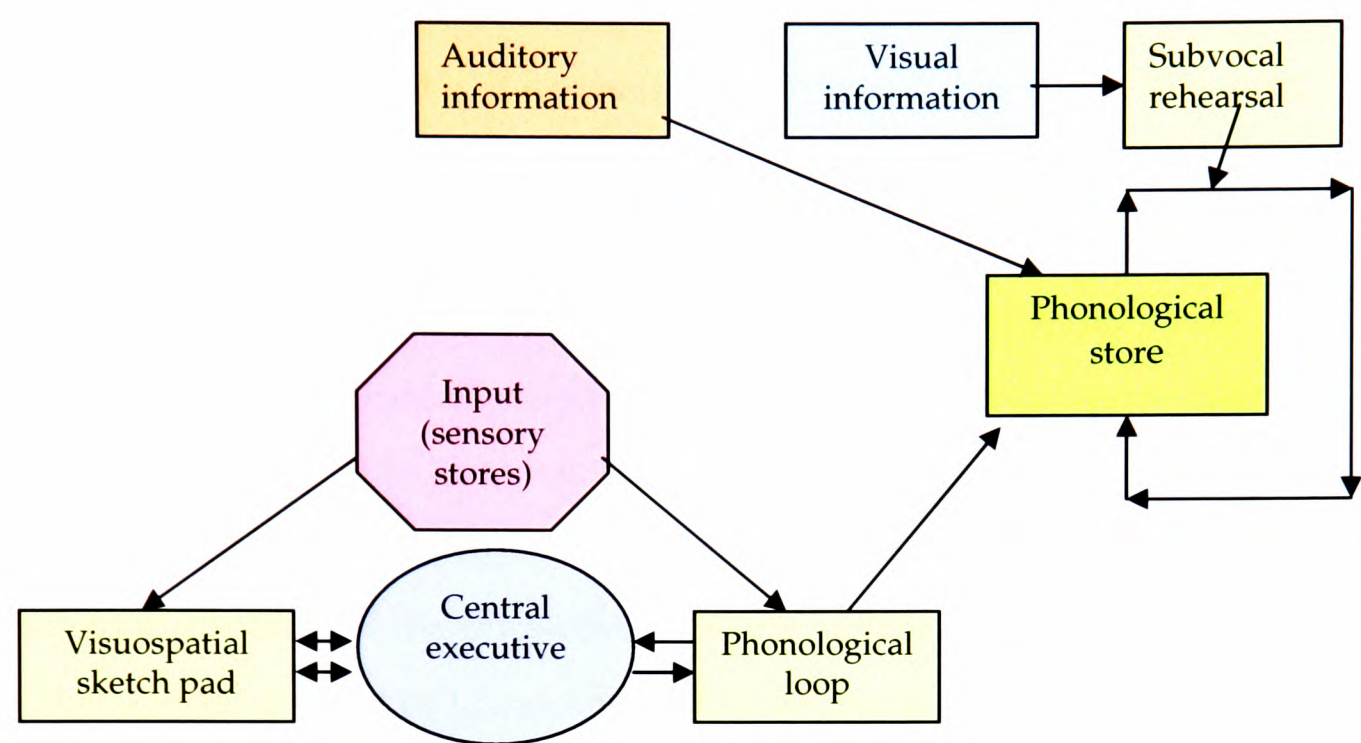 Auditory
information
Visual
information
Subvocal
rehearsal
Phonological
store
Input
(sensory
stores)
Central
executive
Visuospatial
sketch pad
Phonological
loop